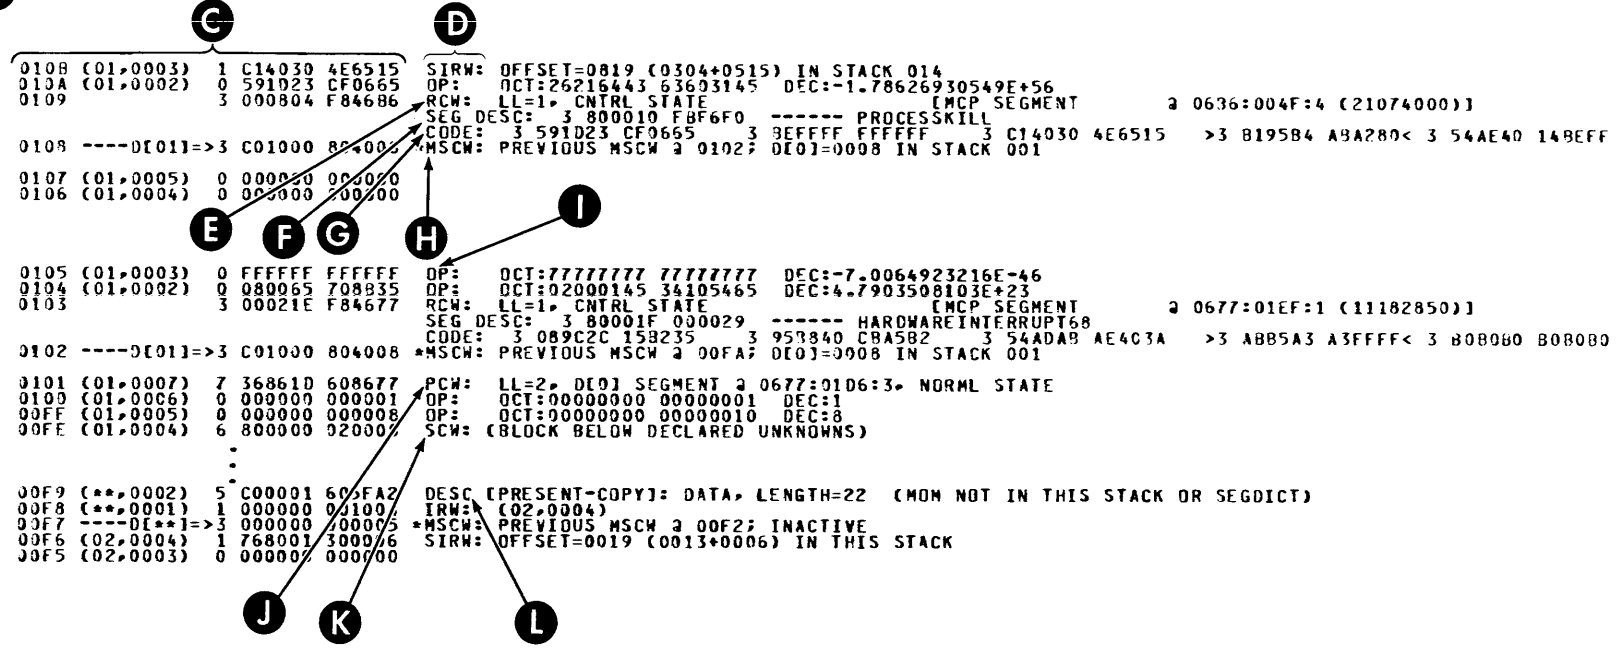 C D
010B (01,0003) 1 C14030 4E6515 SIRW: OFFSET=0819 (0304+0515) IN STACK 014
010A (01,0002) 0 591D23 CF0665 OP: OCT:26216443 63603145 DEC:-1.78626930549E+56
0109 3 000804 F84686 RCW: LL=1, CNTRL STATE [MCP SEGMENT @ 0636:004F:4 (21074000)]
SEG DESC: 3 800010 FBF6F0 ------ PROCESSKILL
CODE: 3 591D23 CF0665 3 BEFFFF FFFFFF 3 C14030 4E6515 >3 B195B4 ABA280< 3 54AE40 14BEFF
0108 ----D[01]=>3 C01000 804008 *MSCW: PREVIOUS MSCW @ 0102; D[0]=0008 IN STACK 001
0107 (01,0005) 0 000000 000000
0106 (01,0004) 0 000000 000000
E F G H I
0105 (01,0003) 0 FFFFFF FFFFFF OP: OCT:77777777 77777777 DEC:-7.0064923216E-46
0104 (01,0002) 0 080065 708B35 OP: OCT:02000145 34105465 DEC:4.7903508103E+23
0103 3 00021E F84677 RCW: LL=1, CNTRL STATE [MCP SEGMENT @ 0677:01EF:1 (11182850)]
SEG DESC: 3 80001F 000029 ------ HARDWAREINTERRUPT68
CODE: 3 089C2C 15B235 3 953840 CBA5B2 3 54ADAB AE4C3A >3 ABB5A3 A3FFFF< 3 B0B0B0 B0B0B0
0102 ----D[01]=>3 C01000 804008 *MSCW: PREVIOUS MSCW @ 00FA; D[0]=0008 IN STACK 001
0101 (01,0007) 7 36861D 608677 PCW: LL=2, D[0] SEGMENT @ 0677:01D6:3, NORML STATE
0100 (01,0006) 0 000000 000001 OP: OCT:00000000 00000001 DEC:1
00FF (01,0005) 0 000000 000008 OP: OCT:00000000 00000010 DEC:8
00FE (01,0004) 6 800000 020008 SCW: (BLOCK BELOW DECLARED UNKNOWNS)
00F9 (**,0002) 5 C00001 605FA2 DESC [PRESENT-COPY]: DATA, LENGTH=22 (MOM NOT IN THIS STACK OR SEGDICT)
00F8 (**,0001) 1 000000 001004 IRW: (02,0004)
00F7 ----D[**]=>3 000000 000005 *MSCW: PREVIOUS MSCW @ 00F2; INACTIVE
00F6 (02,0004) 1 768001 300006 SIRW: OFFSET=0019 (0013+0006) IN THIS STACK
00F5 (02,0003) 0 000000 000000
J K L